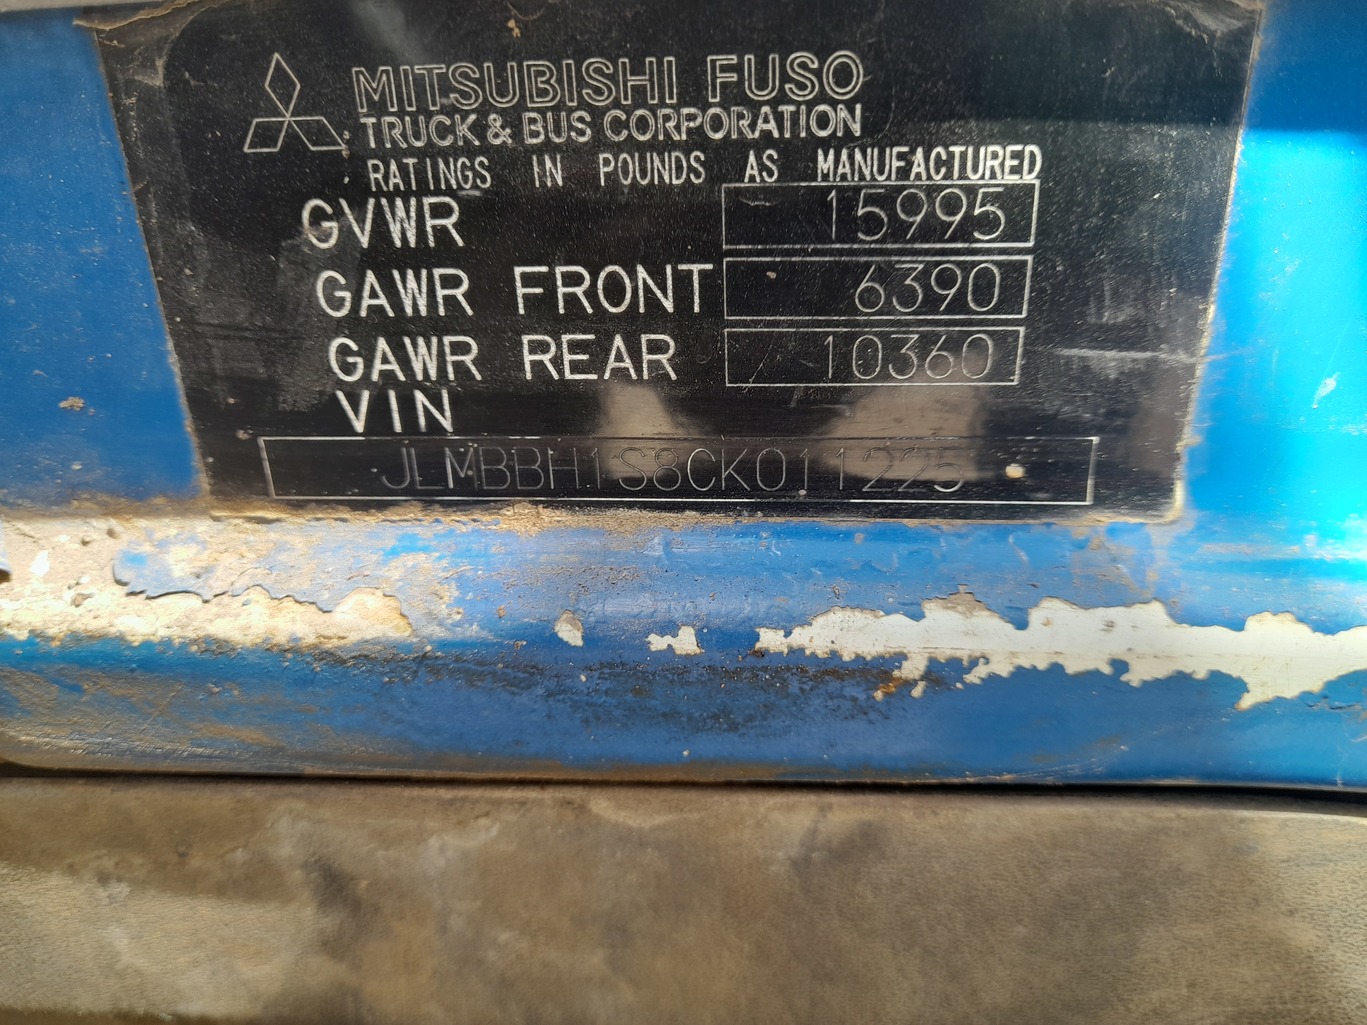 MITSUBISHI FUSO
TRUCK & BUS CORPORATION
RATINGS IN POUNDS AS MANUFACTURED
GVWR 15995
GAWR FRONT 6390
GAWR REAR 10360
VIN
JLMBBH1S8CK011225